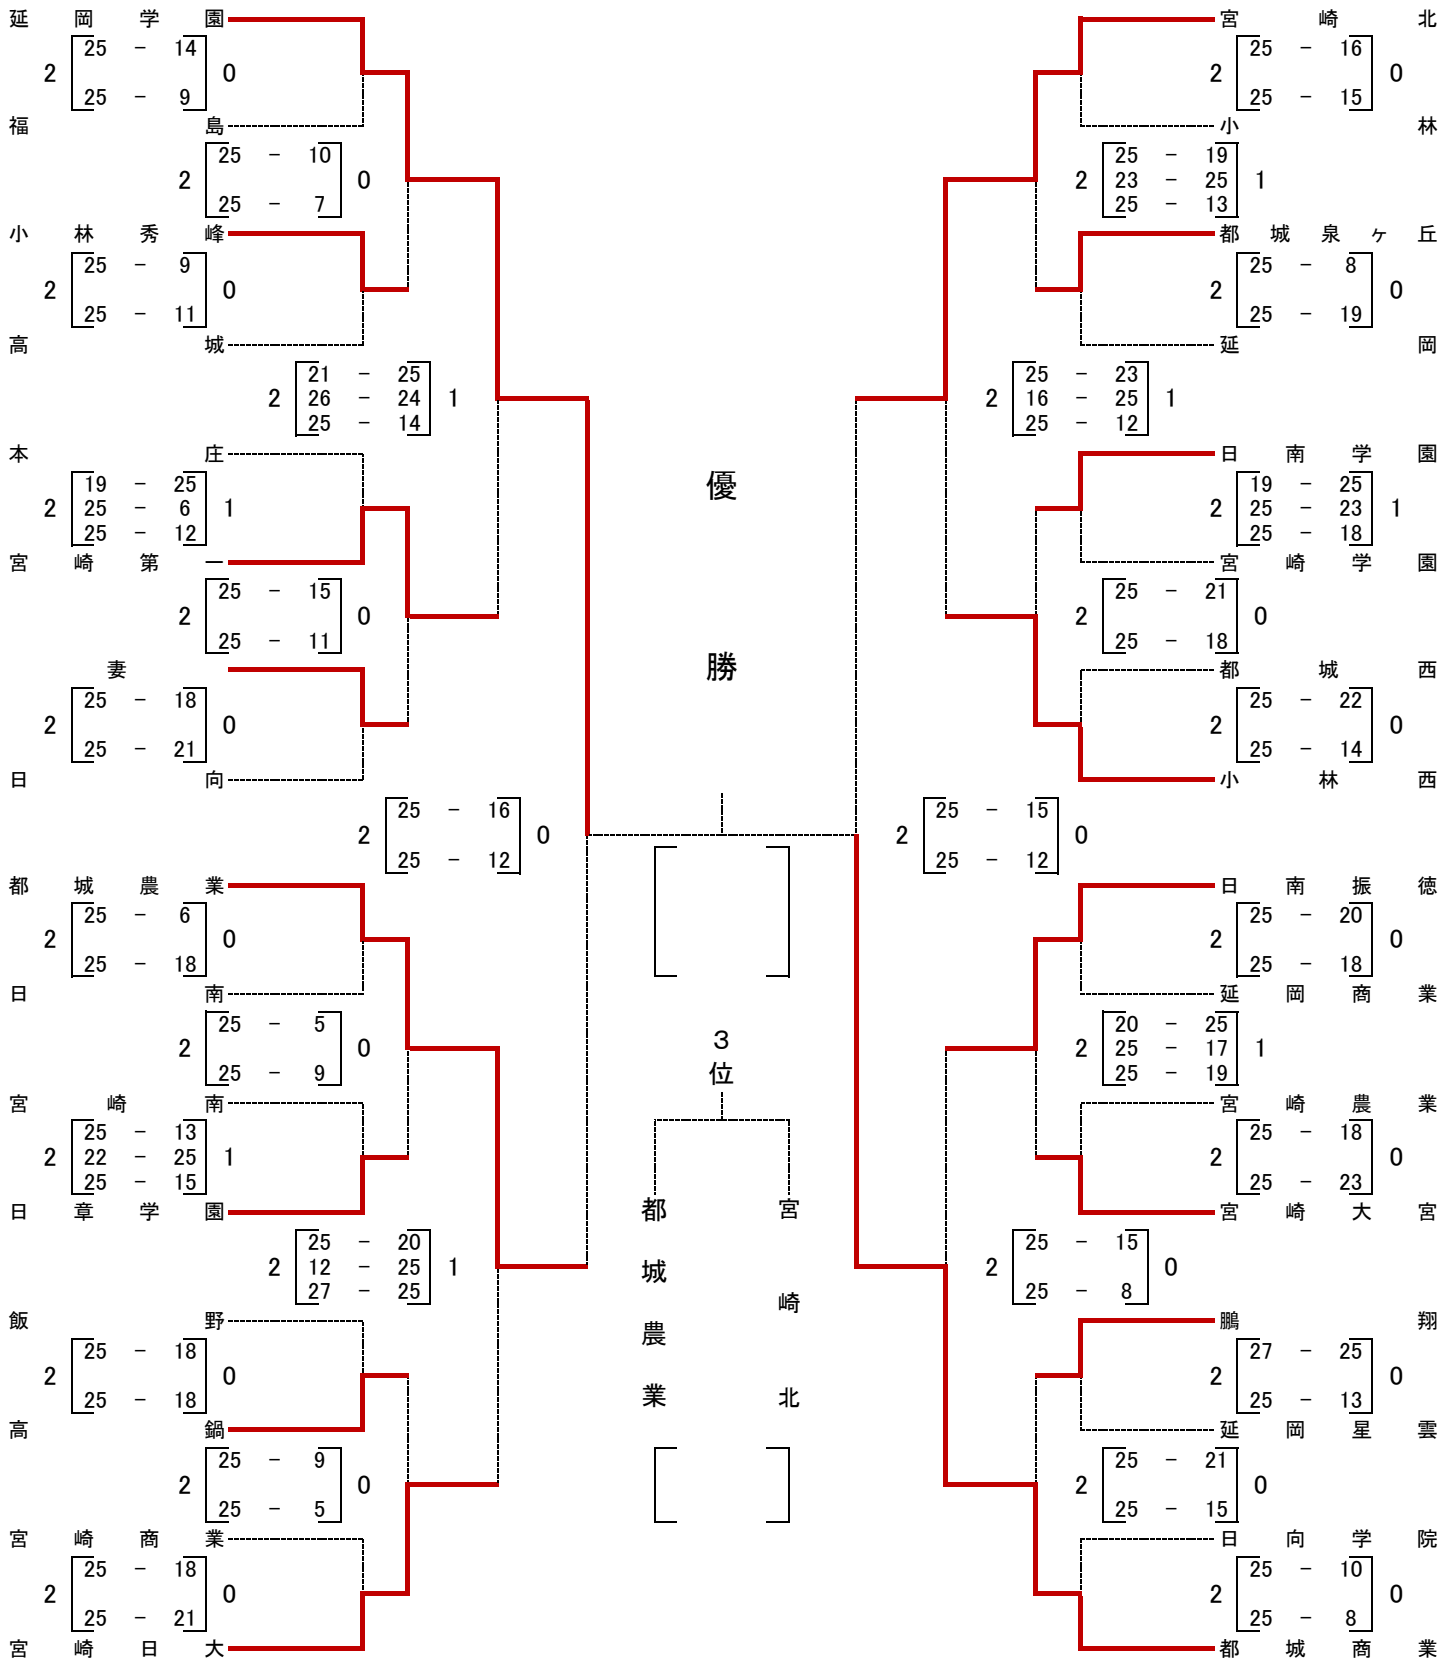 延岡学園
25 － 14
2 0
25 － 9
福島
25 － 10
2 0
25 － 7
小林秀峰
25 － 9
2 0
25 － 11
高城
21 － 25
2 26 － 24 1
25 － 14
本庄
19 － 25
2 25 － 6 1
25 － 12
宮崎第一
25 － 15
2 0
25 － 11
妻
25 － 18
2 0
25 － 21
日向
25 － 16
2 0
25 － 12
都城農業
25 － 6
2 0
25 － 18
日南
25 － 5
2 0
25 － 9
宮崎南
25 － 13
2 22 － 25 1
25 － 15
日章学園
25 － 20
2 12 － 25 1
27 － 25
飯野
25 － 18
2 0
25 － 18
高鍋
25 － 9
2 0
25 － 5
宮崎商業
25 － 18
2 0
25 － 21
宮崎日大
優勝
3位
都城農業
宮崎北
宮崎北
25 － 16
2 0
25 － 15
小林
25 － 19
2 23 － 25 1
25 － 13
都城泉ヶ丘
25 － 8
2 0
25 － 19
延岡
25 － 23
2 16 － 25 1
25 － 12
日南学園
19 － 25
2 25 － 23 1
25 － 18
宮崎学園
25 － 21
2 0
25 － 18
都城西
25 － 22
2 0
25 － 14
小林西
25 － 15
2 0
25 － 12
日南振徳
25 － 20
2 0
25 － 18
延岡商業
20 － 25
2 25 － 17 1
25 － 19
宮崎農業
25 － 18
2 0
25 － 23
宮崎大宮
25 － 15
2 0
25 － 8
鵬翔
27 － 25
2 0
25 － 13
延岡星雲
25 － 21
2 0
25 － 15
日向学院
25 － 10
2 0
25 － 8
都城商業